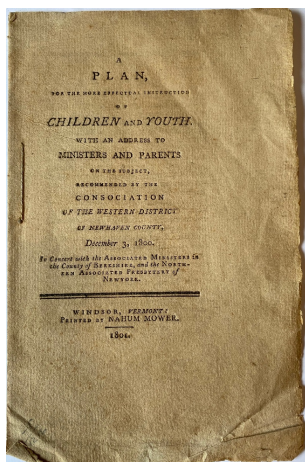 A
PLAN,
FOR THE MORE EFFECTUAL INSTRUCTION
OF
CHILDREN AND YOUTH.
WITH AN ADDRESS TO
MINISTERS AND PARENTS
ON THE SUBJECT,
RECOMMENDED BY THE
CONSOCIATION
OF THE WESTERN DISTRICT
OF NEWHAVEN COUNTY,
December 3, 1800.
In Concert with the ASSOCIATED MINISTERS in
the County of BERKSHIRE, and the NORTH-
ERN ASSOCIATED PRESBYTERY of
NEWYORK.
WINDSOR, VERMONT:
PRINTED BY NAHUM MOWER.
1801.